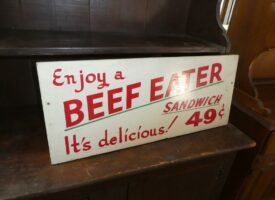 Enjoy a
BEEF EATER
SANDWICH
It's delicious! 49¢